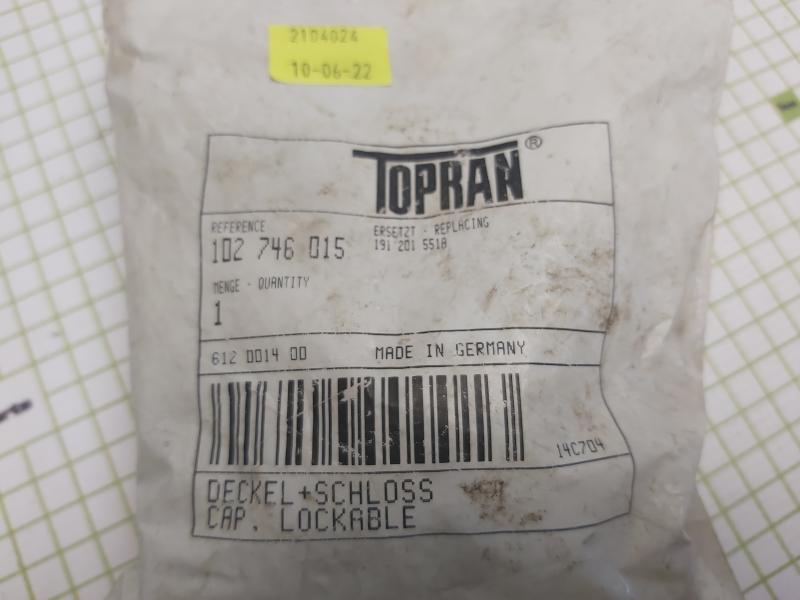 2104024
10-06-22
TOPRAN®
REFERENCE
102 746 015
ERSETZT - REPLACING
191 201 551B
MENGE - QUANTITY
1
612 0014 00
MADE IN GERMANY
14C704
DECKEL+SCHLOSS
CAP, LOCKABLE